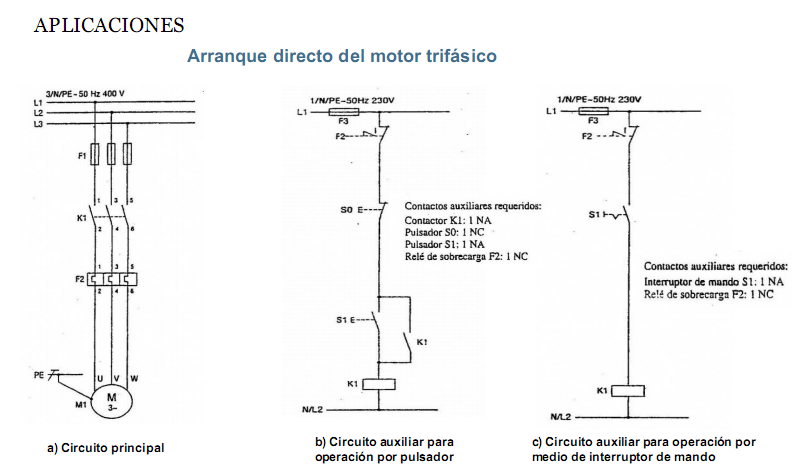 APLICACIONES
Arranque directo del motor trifásico
3/N/PE~50 Hz 400 V
L1
L2
L3
F1
1 3 5
K1
2 4 6
1 3 5
F2
2 4 6
PE
U V W
M1
M
3~
a) Circuito principal
1/N/PE~50Hz 230V
L1
F3
F2
S0 E
Contactos auxiliares requeridos:
Contactor K1: 1 NA
Pulsador S0: 1 NC
Pulsador S1: 1 NA
Relé de sobrecarga F2: 1 NC
S1 E
K1
K1
N/L2
b) Circuito auxiliar para
operación por pulsador
1/N/PE~50Hz 230V
L1
F3
F2
S1
Contactos auxiliares requeridos:
Interruptor de mando S1: 1 NA
Relé de sobrecarga F2: 1 NC
K1
N/L2
c) Circuito auxiliar para operación por
medio de interruptor de mando